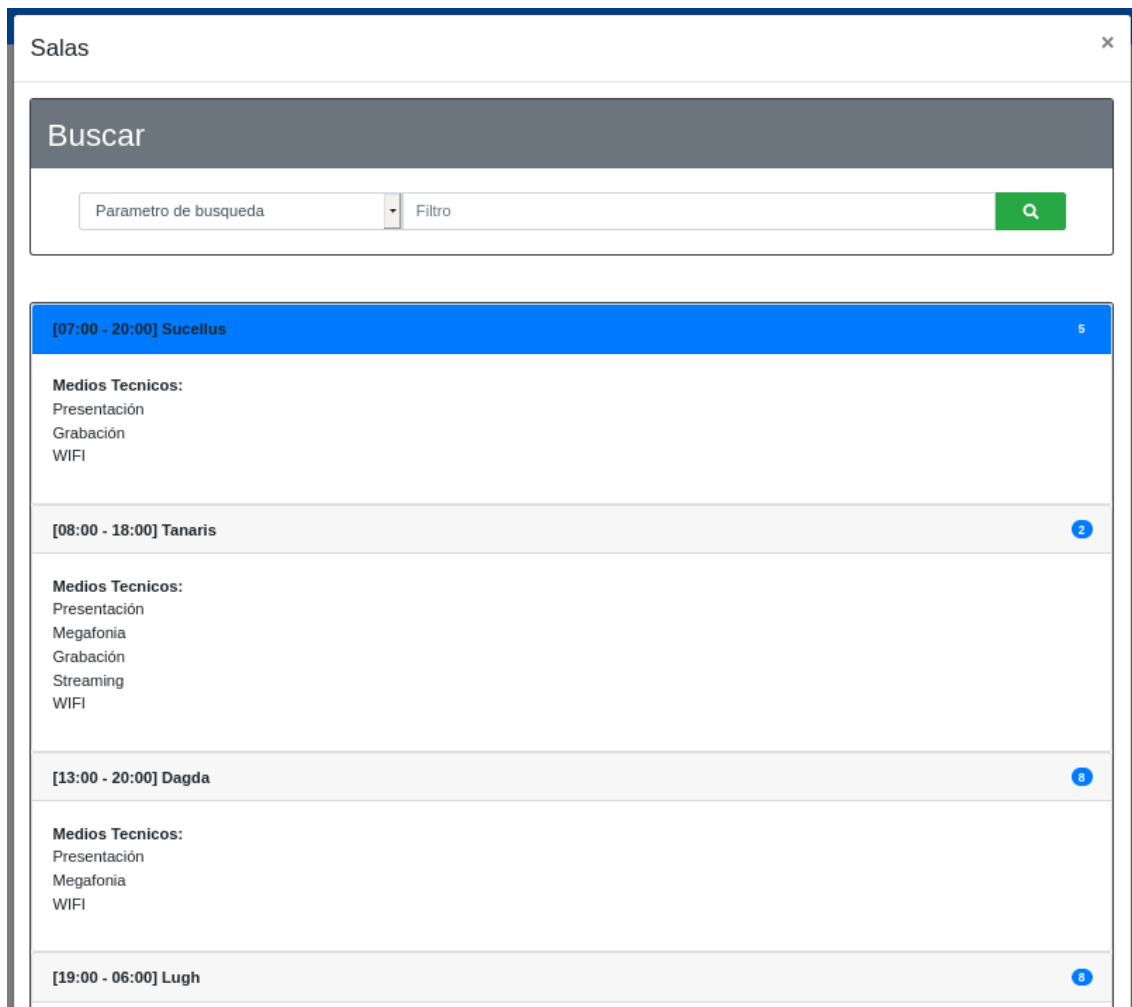 Salas ×
Buscar
Parametro de busqueda Filtro
[07:00 - 20:00] Sucellus 5
Medios Tecnicos:
Presentación
Grabación
WIFI
[08:00 - 18:00] Tanaris 2
Medios Tecnicos:
Presentación
Megafonia
Grabación
Streaming
WIFI
[13:00 - 20:00] Dagda 8
Medios Tecnicos:
Presentación
Megafonia
WIFI
[19:00 - 06:00] Lugh 8